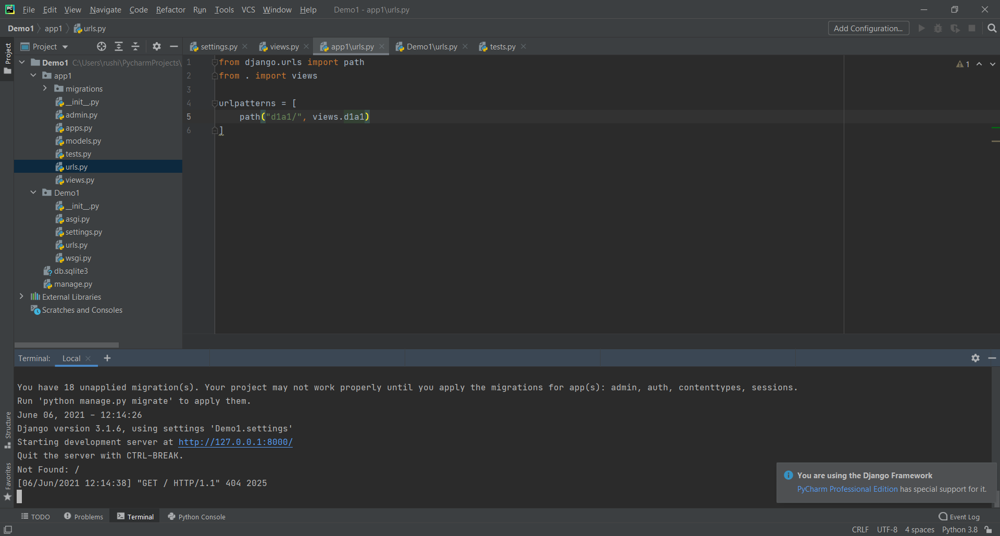 PC File Edit View Navigate Code Refactor Run Tools VCS Window Help Demo1 - app1\urls.py
Demo1 app1 urls.py Add Configuration...
Project
Project
settings.py views.py app1\urls.py Demo1\urls.py tests.py
Demo1 C:\Users\rushi\PycharmProjects\
app1
migrations
__init__.py
admin.py
apps.py
models.py
tests.py
urls.py
views.py
Demo1
__init__.py
asgi.py
settings.py
urls.py
wsgi.py
db.sqlite3
manage.py
External Libraries
Scratches and Consoles
1 from django.urls import path
2 from . import views
3
4 urlpatterns = [
5 path("d1a1/", views.d1a1)
6 ]
1
Terminal: Local
You have 18 unapplied migration(s). Your project may not work properly until you apply the migrations for app(s): admin, auth, contenttypes, sessions.
Run 'python manage.py migrate' to apply them.
June 06, 2021 - 12:14:26
Django version 3.1.6, using settings 'Demo1.settings'
Starting development server at http://127.0.0.1:8000/
Quit the server with CTRL-BREAK.
Not Found: /
[06/Jun/2021 12:14:38] "GET / HTTP/1.1" 404 2025
Structure
Favorites
You are using the Django Framework
PyCharm Professional Edition has special support for it.
TODO Problems Terminal Python Console Event Log
CRLF UTF-8 4 spaces Python 3.8